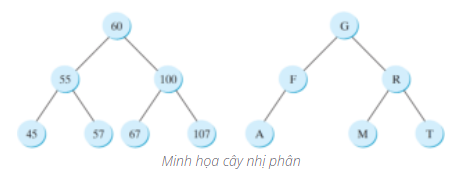 60 G
55 100 F R
45 57 67 107 A M T
Minh họa cây nhị phân